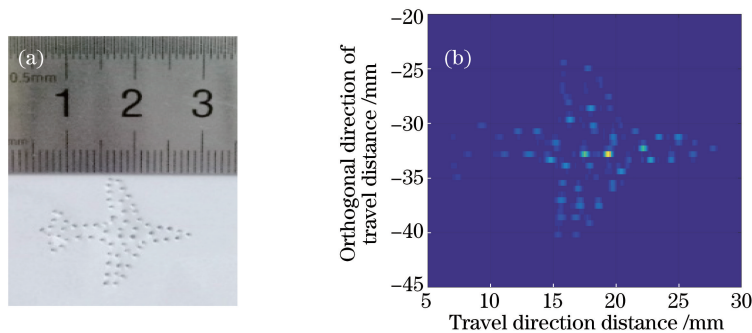 (a)
0.5mm
1 2 3
mm
(b)
Orthogonal direction of
travel distance /mm
−20
−25
−30
−35
−40
−45
5 10 15 20 25 30
Travel direction distance /mm